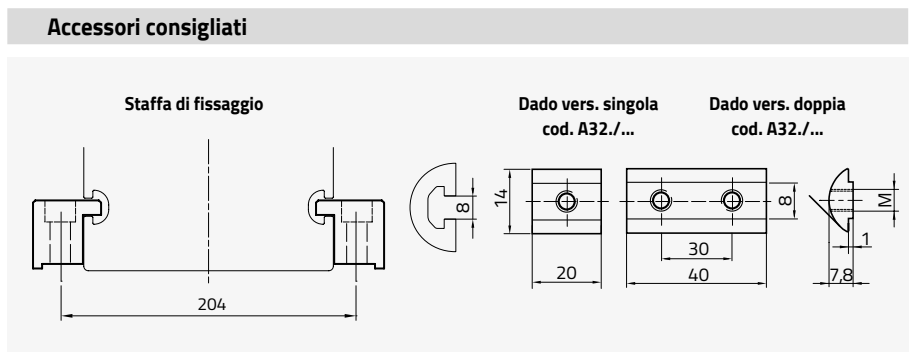 Accessori consigliati
Staffa di fissaggio
Dado vers. singola
cod. A32./...
Dado vers. doppia
cod. A32./...
204
8
14
20
30
40
8
M
1
7,8